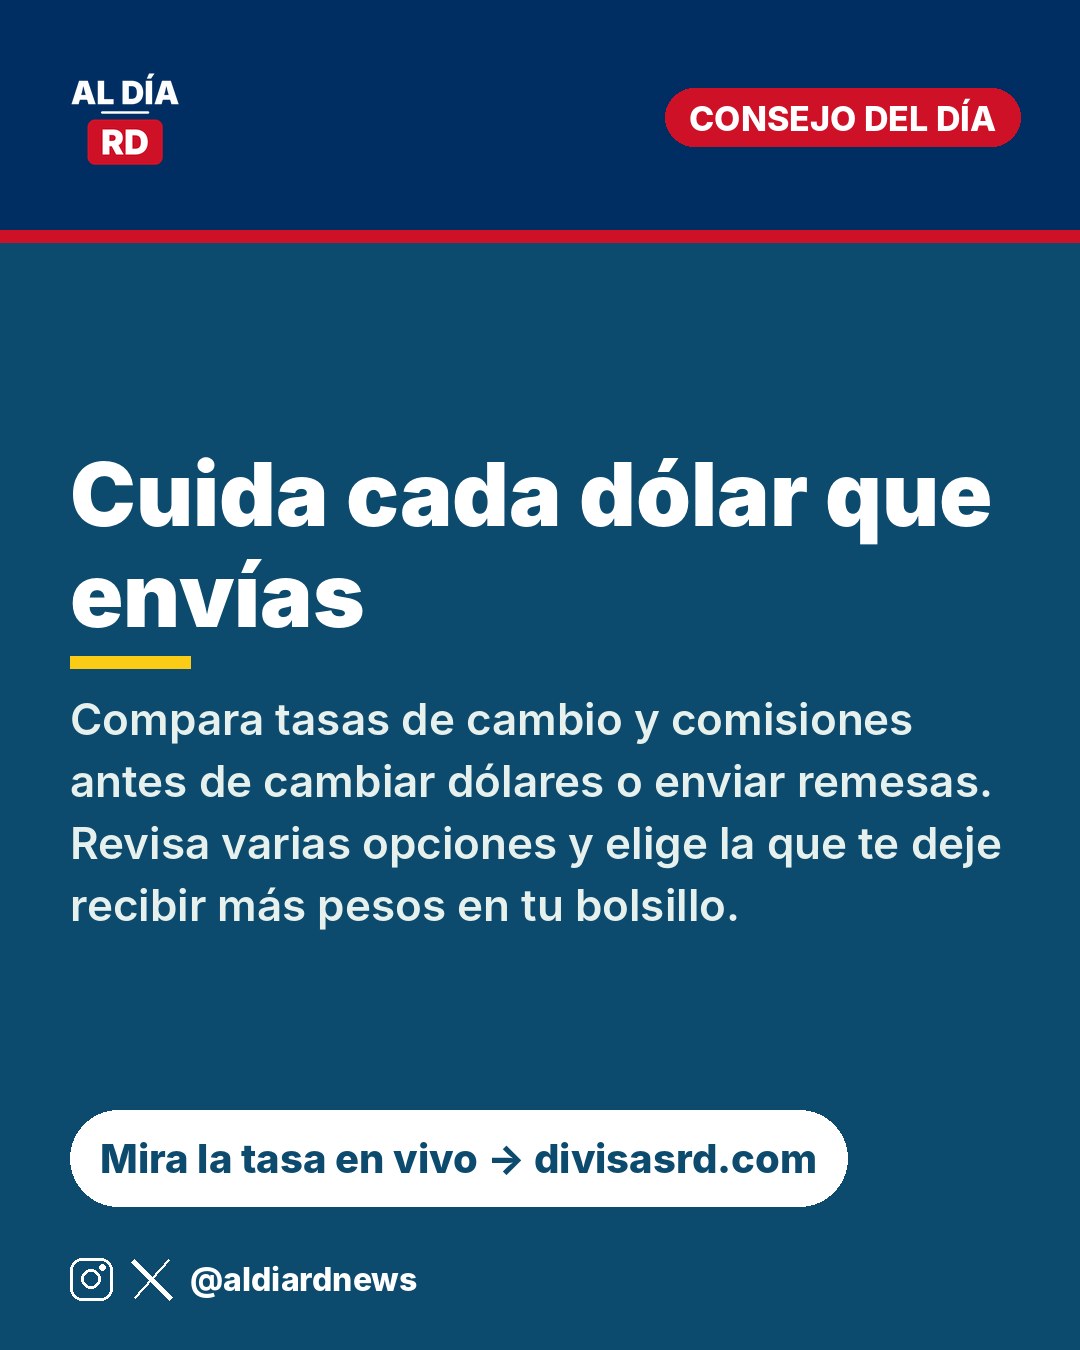 AL DÍA
RD
CONSEJO DEL DÍA
Cuida cada dólar que
envías
Compara tasas de cambio y comisiones
antes de cambiar dólares o enviar remesas.
Revisa varias opciones y elige la que te deje
recibir más pesos en tu bolsillo.
Mira la tasa en vivo → divisasrd.com
@aldiardnews